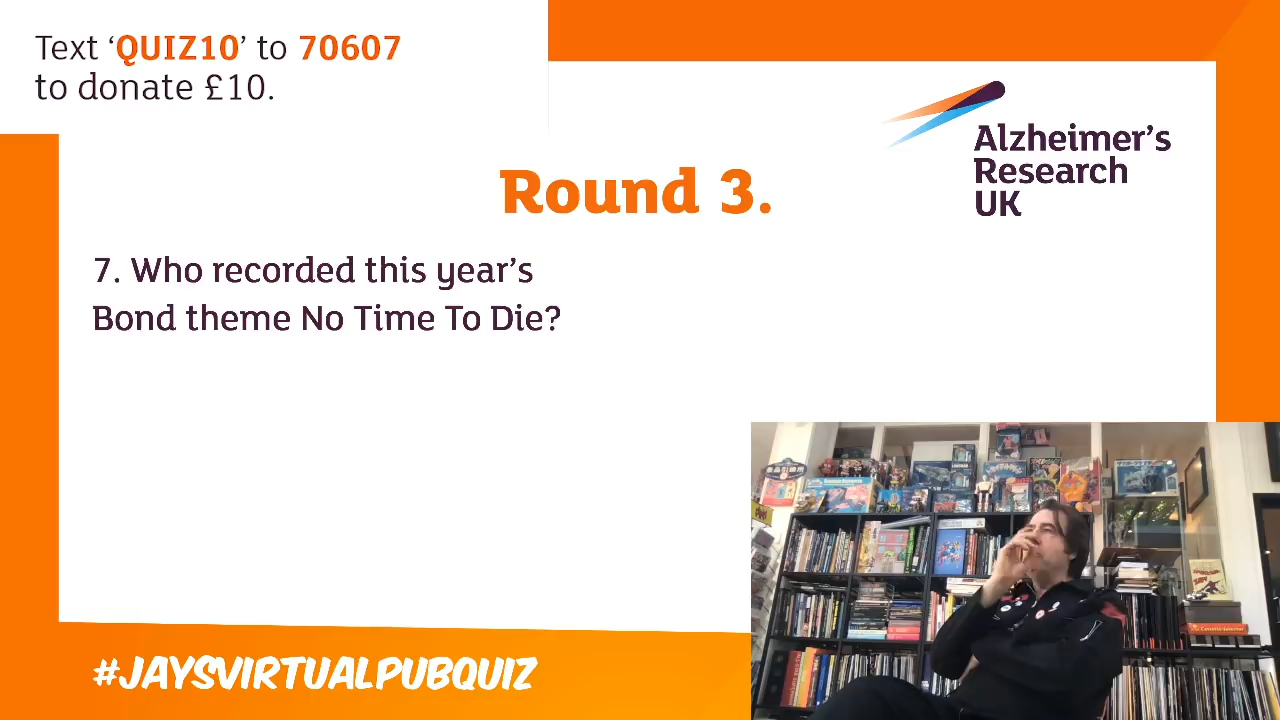 Text ‘QUIZ10’ to 70607
to donate £10.
Alzheimer’s
Research
UK
Round 3.
7. Who recorded this year’s
Bond theme No Time To Die?
#JAYSVIRTUALPUBQUIZ